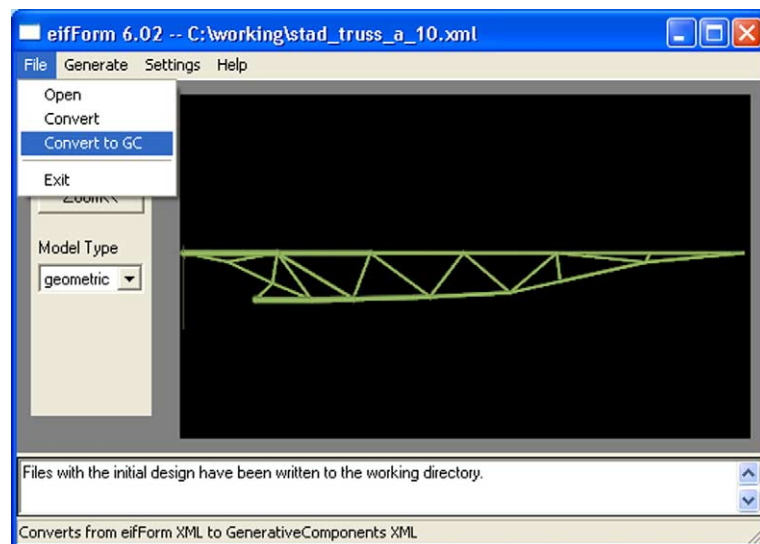 eifForm 6.02 -- C:\working\stad_truss_a_10.xml
File Generate Settings Help
Open
Convert
Convert to GC
Exit
Model Type
geometric
Files with the initial design have been written to the working directory.
Converts from eifForm XML to GenerativeComponents XML